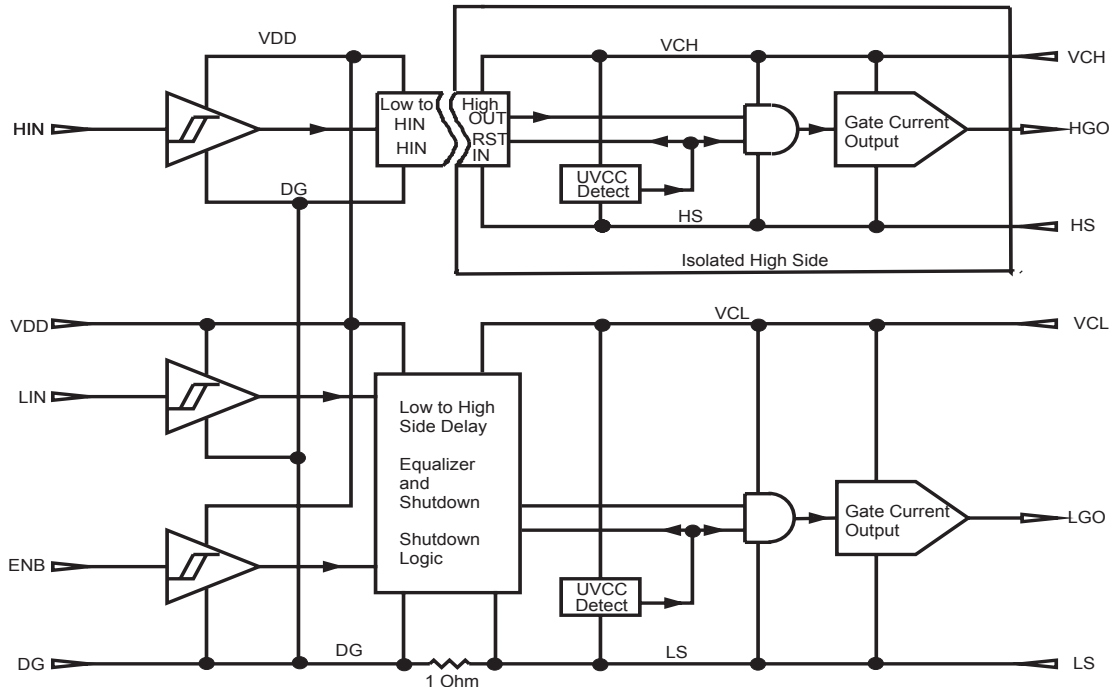 VDD
VCH
VCH
HIN
Low to
HIN
HIN
High
OUT
RST
IN
Gate Current
Output
HGO
UVCC
Detect
DG
HS
HS
Isolated High Side
VDD
VCL
VCL
LIN
Low to High
Side Delay
Equalizer
and
Shutdown
Shutdown
Logic
Gate Current
Output
LGO
ENB
UVCC
Detect
DG
DG
1 Ohm
LS
LS